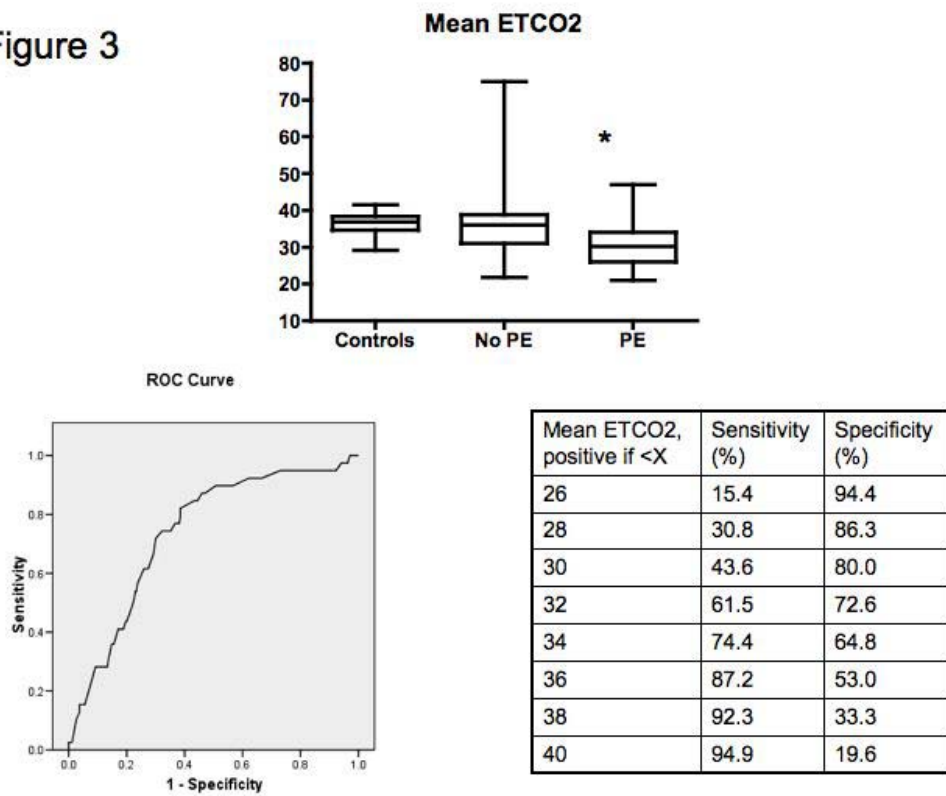 Figure 3
Mean ETCO2
80
70
60
50
*
40
30
20
10
Controls No PE PE
ROC Curve
1.0
0.8
0.6
0.4
0.2
0.0
Sensitivity
0.0 0.2 0.4 0.6 0.8 1.0
1 - Specificity
Mean ETCO2, positive if <X Sensitivity (%) Specificity (%)
26 15.4 94.4
28 30.8 86.3
30 43.6 80.0
32 61.5 72.6
34 74.4 64.8
36 87.2 53.0
38 92.3 33.3
40 94.9 19.6